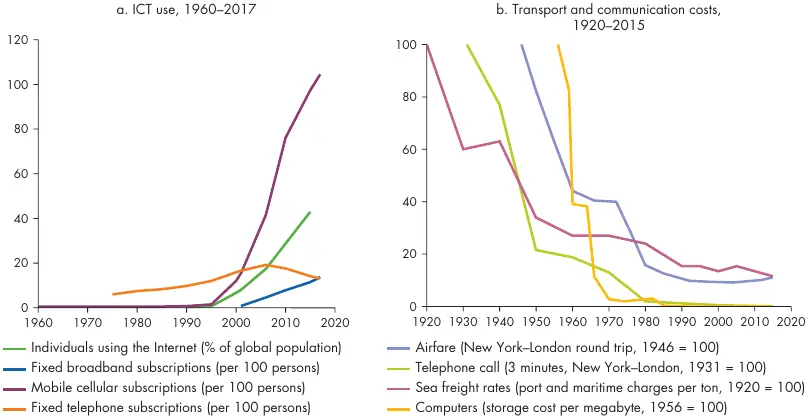 a. ICT use, 1960–2017
120
100
80
60
40
20
0
1960 1970 1980 1990 2000 2010 2020
Individuals using the Internet (% of global population)
Fixed broadband subscriptions (per 100 persons)
Mobile cellular subscriptions (per 100 persons)
Fixed telephone subscriptions (per 100 persons)
b. Transport and communication costs,
1920–2015
100
80
60
40
20
0
1920 1930 1940 1950 1960 1970 1980 1990 2000 2010 2020
Airfare (New York–London round trip, 1946 = 100)
Telephone call (3 minutes, New York–London, 1931 = 100)
Sea freight rates (port and maritime charges per ton, 1920 = 100)
Computers (storage cost per megabyte, 1956 = 100)